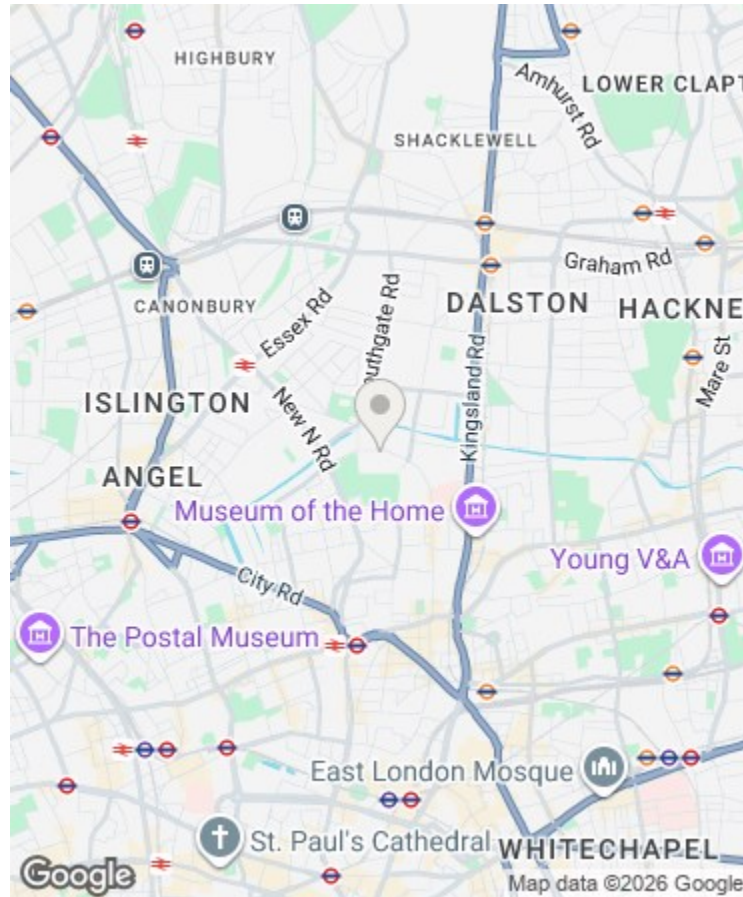 HIGHBURY
Amhurst Rd
LOWER CLAPT
SHACKLEWELL
Graham Rd
CANONBURY
Essex Rd
outhgate Rd
DALSTON
HACKNE
Mare St
Kingsland Rd
ISLINGTON
New N Rd
ANGEL
Museum of the Home
Young V&A
City Rd
The Postal Museum
East London Mosque
St. Paul's Cathedral
WHITECHAPEL
Google
Map data ©2026 Google